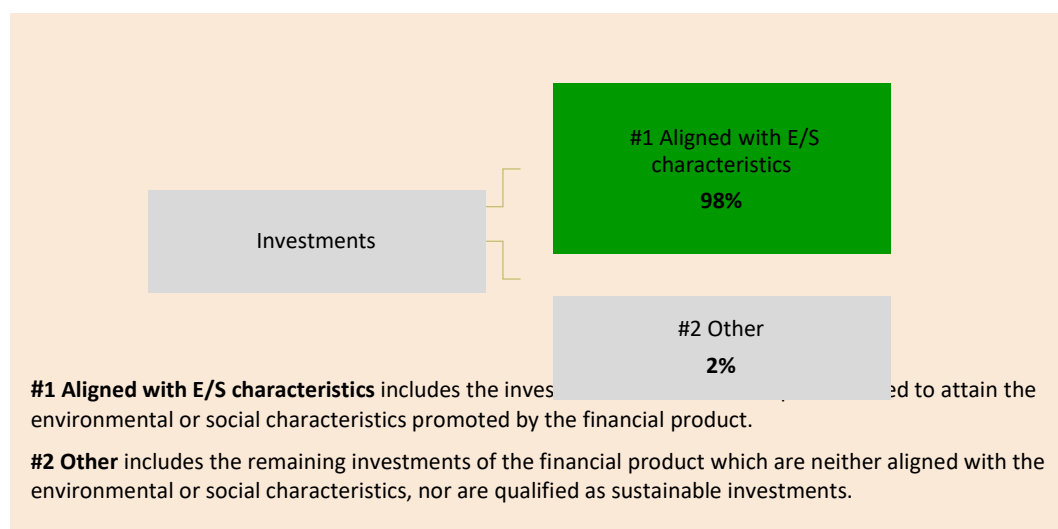 #1 Aligned with E/S
characteristics
98%
Investments
#2 Other
2%
#1 Aligned with E/S characteristics includes the inves ed to attain the
environmental or social characteristics promoted by the financial product.
#2 Other includes the remaining investments of the financial product which are neither aligned with the
environmental or social characteristics, nor are qualified as sustainable investments.